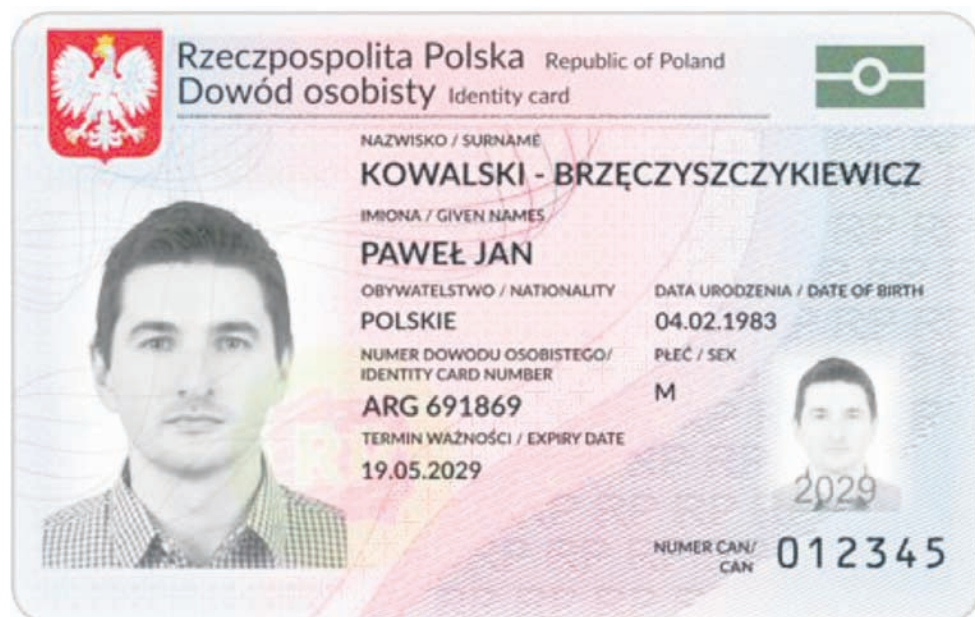 Rzeczpospolita Polska Republic of Poland
Dowód osobisty Identity card
NAZWISKO / SURNAME
KOWALSKI - BRZĘCZYSZCZYKIEWICZ
IMIONA / GIVEN NAMES
PAWEŁ JAN
OBYWATELSTWO / NATIONALITY DATA URODZENIA / DATE OF BIRTH
POLSKIE 04.02.1983
NUMER DOWODU OSOBISTEGO/ PŁEĆ / SEX
IDENTITY CARD NUMBER
M
ARG 691869
TERMIN WAŻNOŚCI / EXPIRY DATE
19.05.2029
2029
NUMER CAN/ 012345
CAN